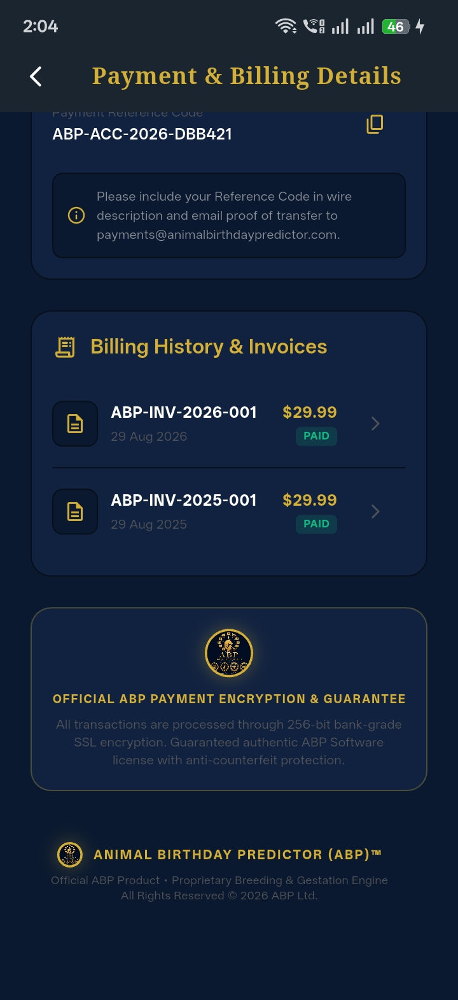 2:04
46
Payment & Billing Details
Payment Reference Code
ABP-ACC-2026-DBB421
Please include your Reference Code in wire
description and email proof of transfer to
payments@animalbirthdaypredictor.com.
Billing History & Invoices
ABP-INV-2026-001
$29.99
29 Aug 2026
PAID
ABP-INV-2025-001
$29.99
29 Aug 2025
PAID
ABP
OFFICIAL ABP PAYMENT ENCRYPTION & GUARANTEE
All transactions are processed through 256-bit bank-grade
SSL encryption. Guaranteed authentic ABP Software
license with anti-counterfeit protection.
ANIMAL BIRTHDAY PREDICTOR (ABP)™
Official ABP Product • Proprietary Breeding & Gestation Engine
All Rights Reserved © 2026 ABP Ltd.